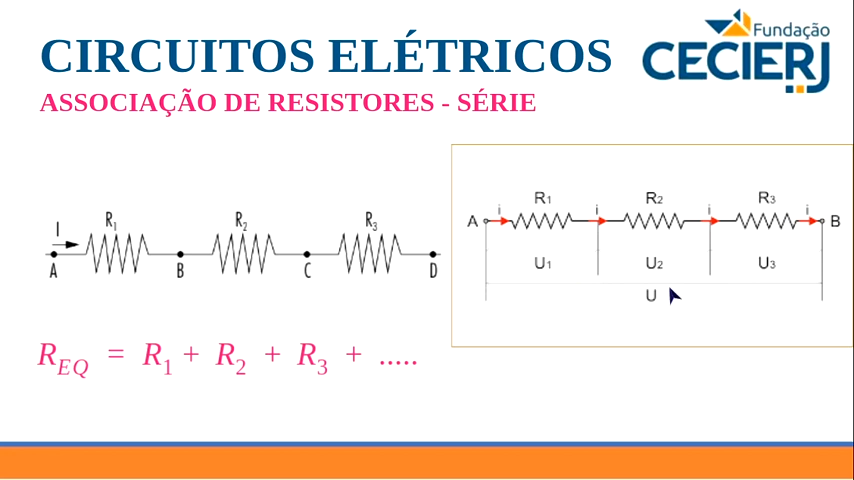 CIRCUITOS ELÉTRICOS
Fundação
CECIERJ
ASSOCIAÇÃO DE RESISTORES - SÉRIE
I R1 R2 R3
A B C D
R1 R2 R3
A i i i i B
U1 U2 U3
U
REQ = R1 + R2 + R3 + .....